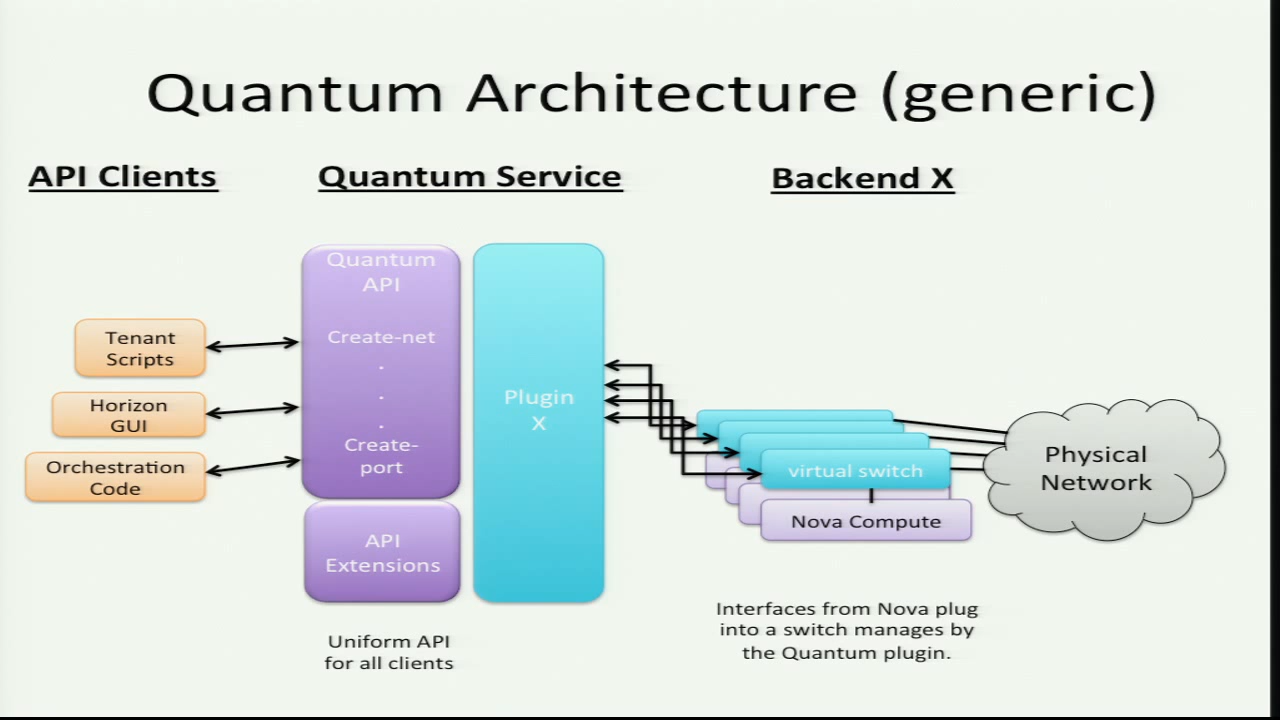 Quantum Architecture (generic)
API Clients
Quantum Service
Backend X
Tenant
Scripts
Horizon
GUI
Orchestration
Code
Quantum
API
Create-net
.
.
.
Create-
port
API
Extensions
Plugin
X
virtual switch
Nova Compute
Physical
Network
Uniform API
for all clients
Interfaces from Nova plug
into a switch manages by
the Quantum plugin.